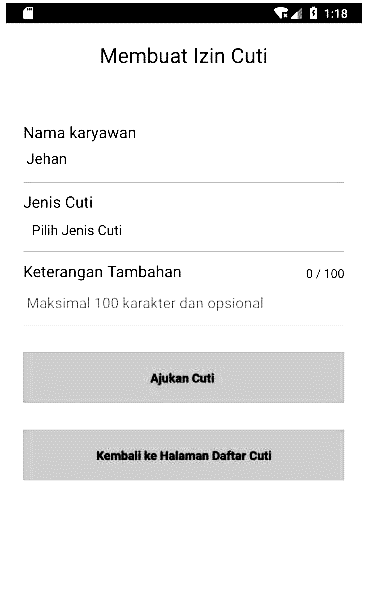 1:18
Membuat Izin Cuti
Nama karyawan
Jehan
Jenis Cuti
Pilih Jenis Cuti
Keterangan Tambahan 0 / 100
Maksimal 100 karakter dan opsional
Ajukan Cuti
Kembali ke Halaman Daftar Cuti